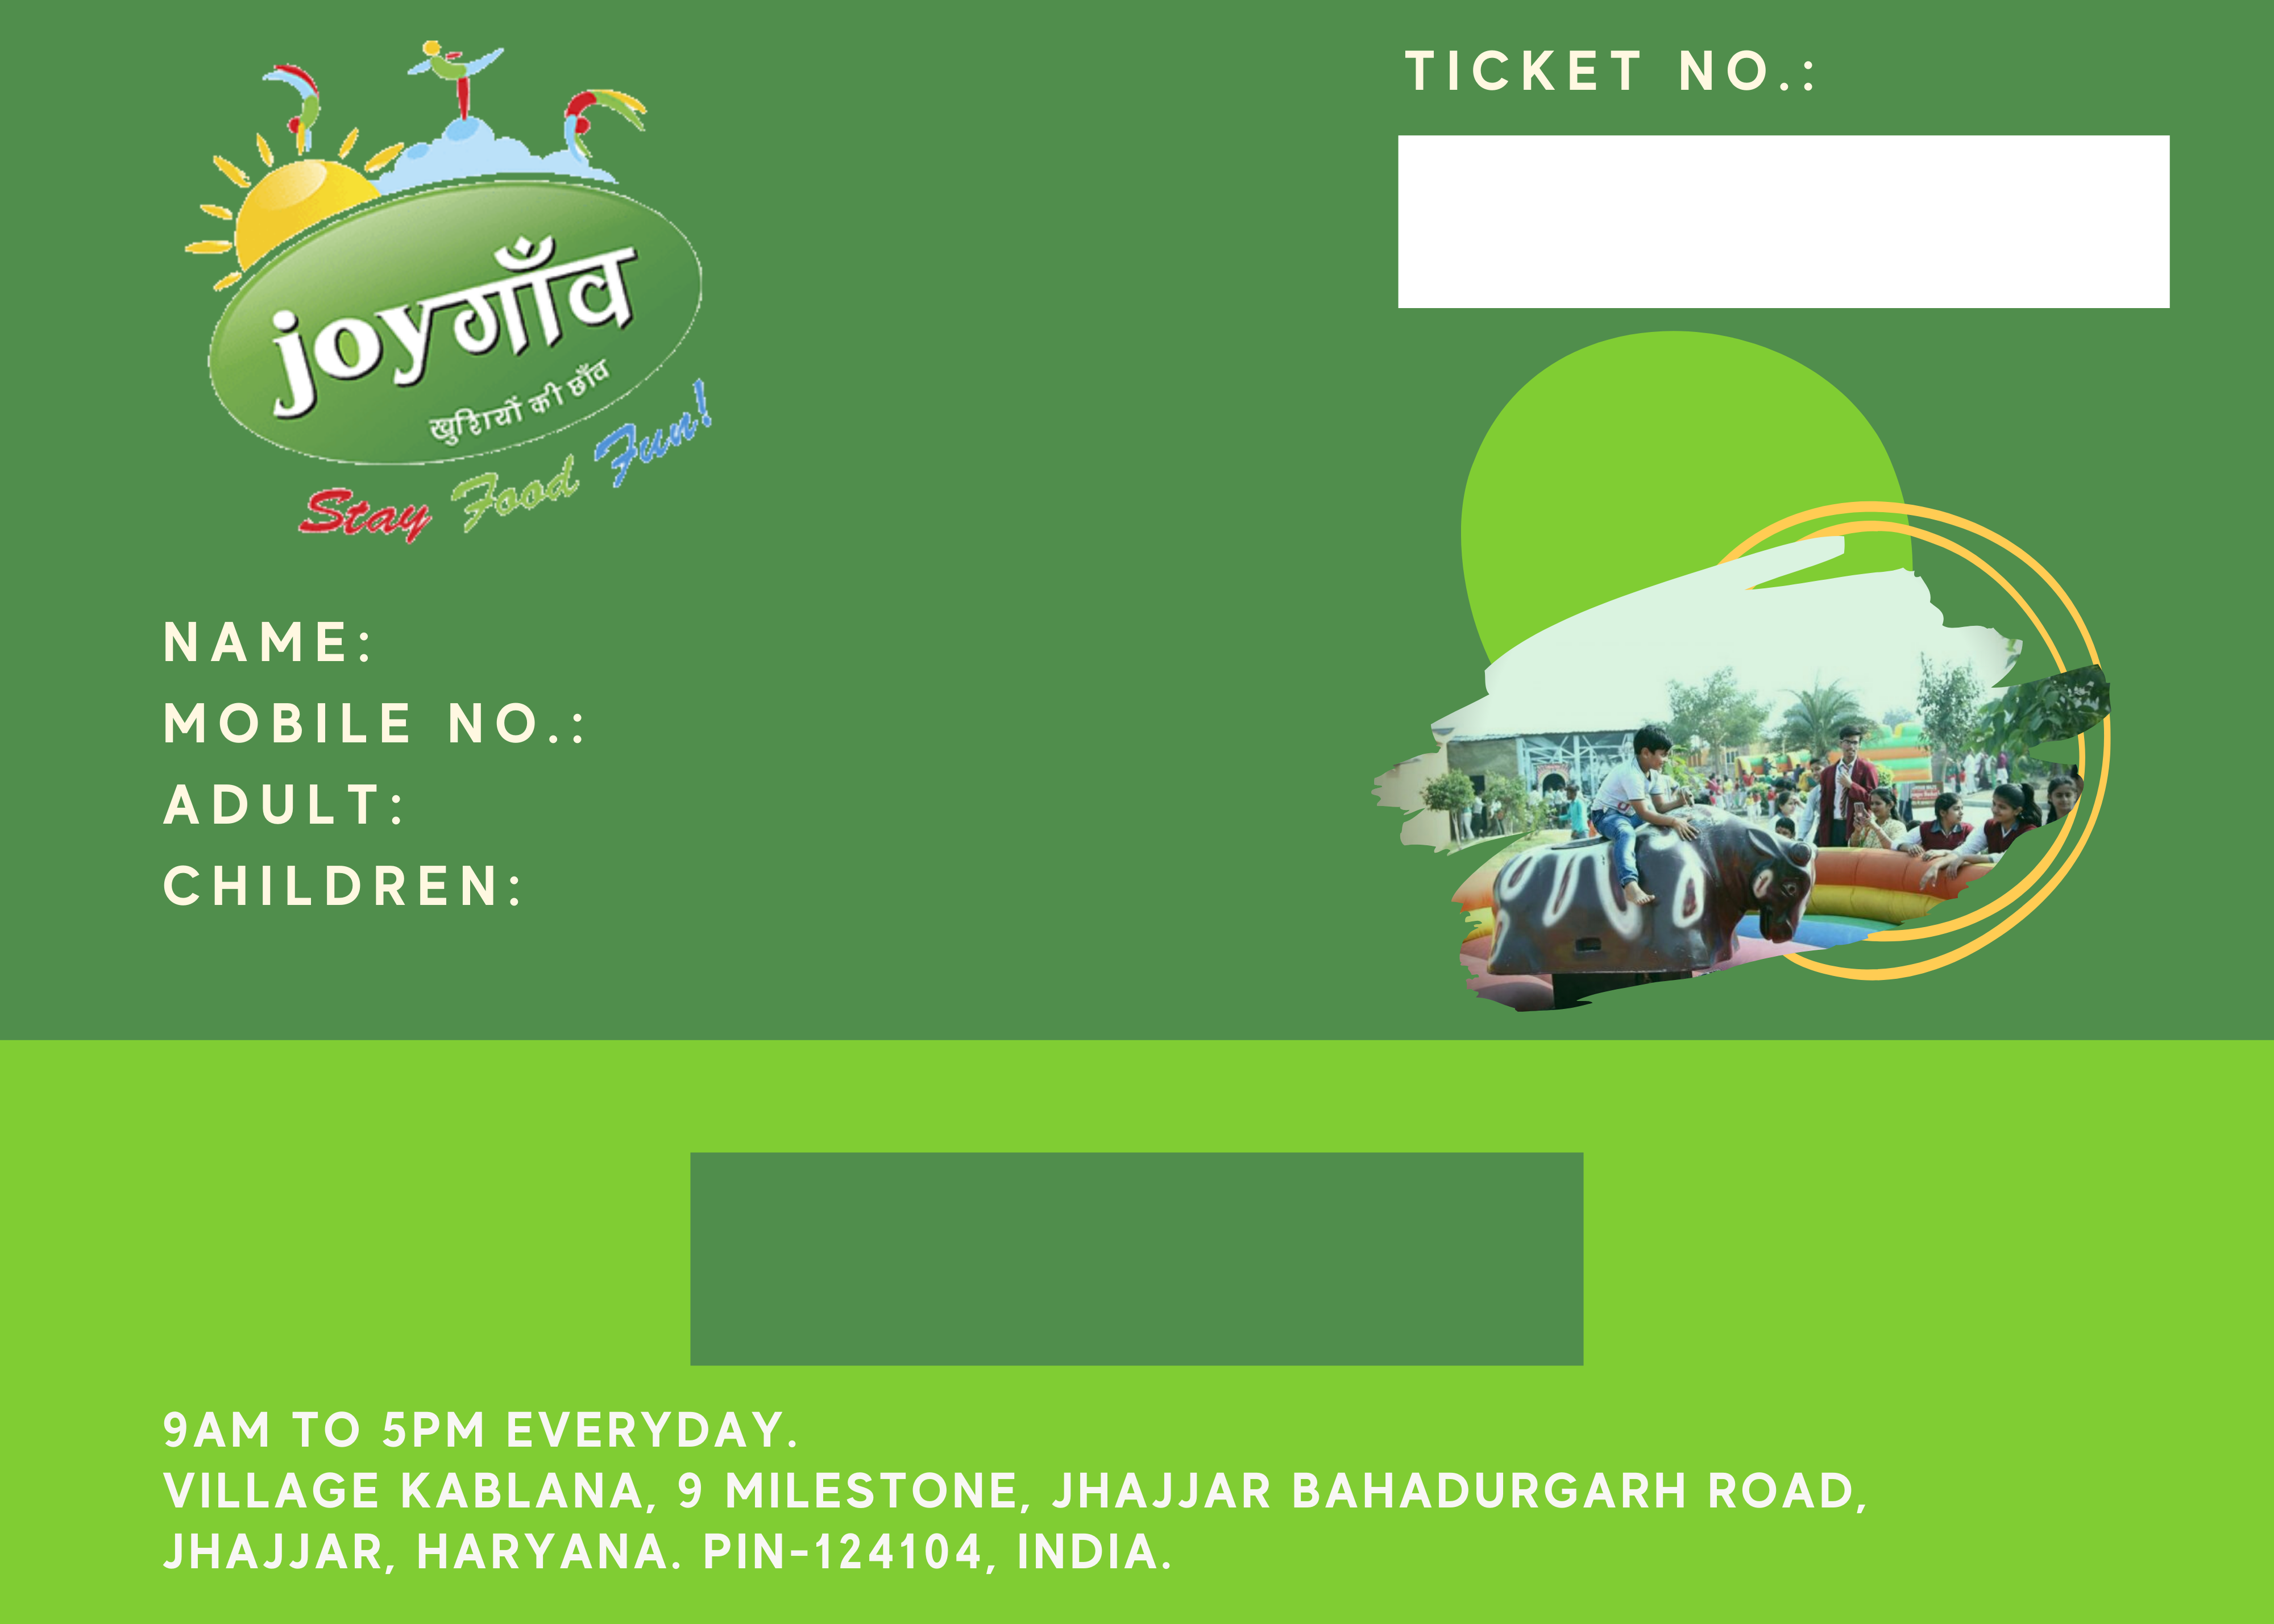 TICKET NO.:
joyगाँव
खुशियों की छाँव
Stay Food Fun!
NAME:
MOBILE NO.:
ADULT:
CHILDREN:
9AM TO 5PM EVERYDAY.
VILLAGE KABLANA, 9 MILESTONE, JHAJJAR BAHADURGARH ROAD,
JHAJJAR, HARYANA. PIN-124104, INDIA.